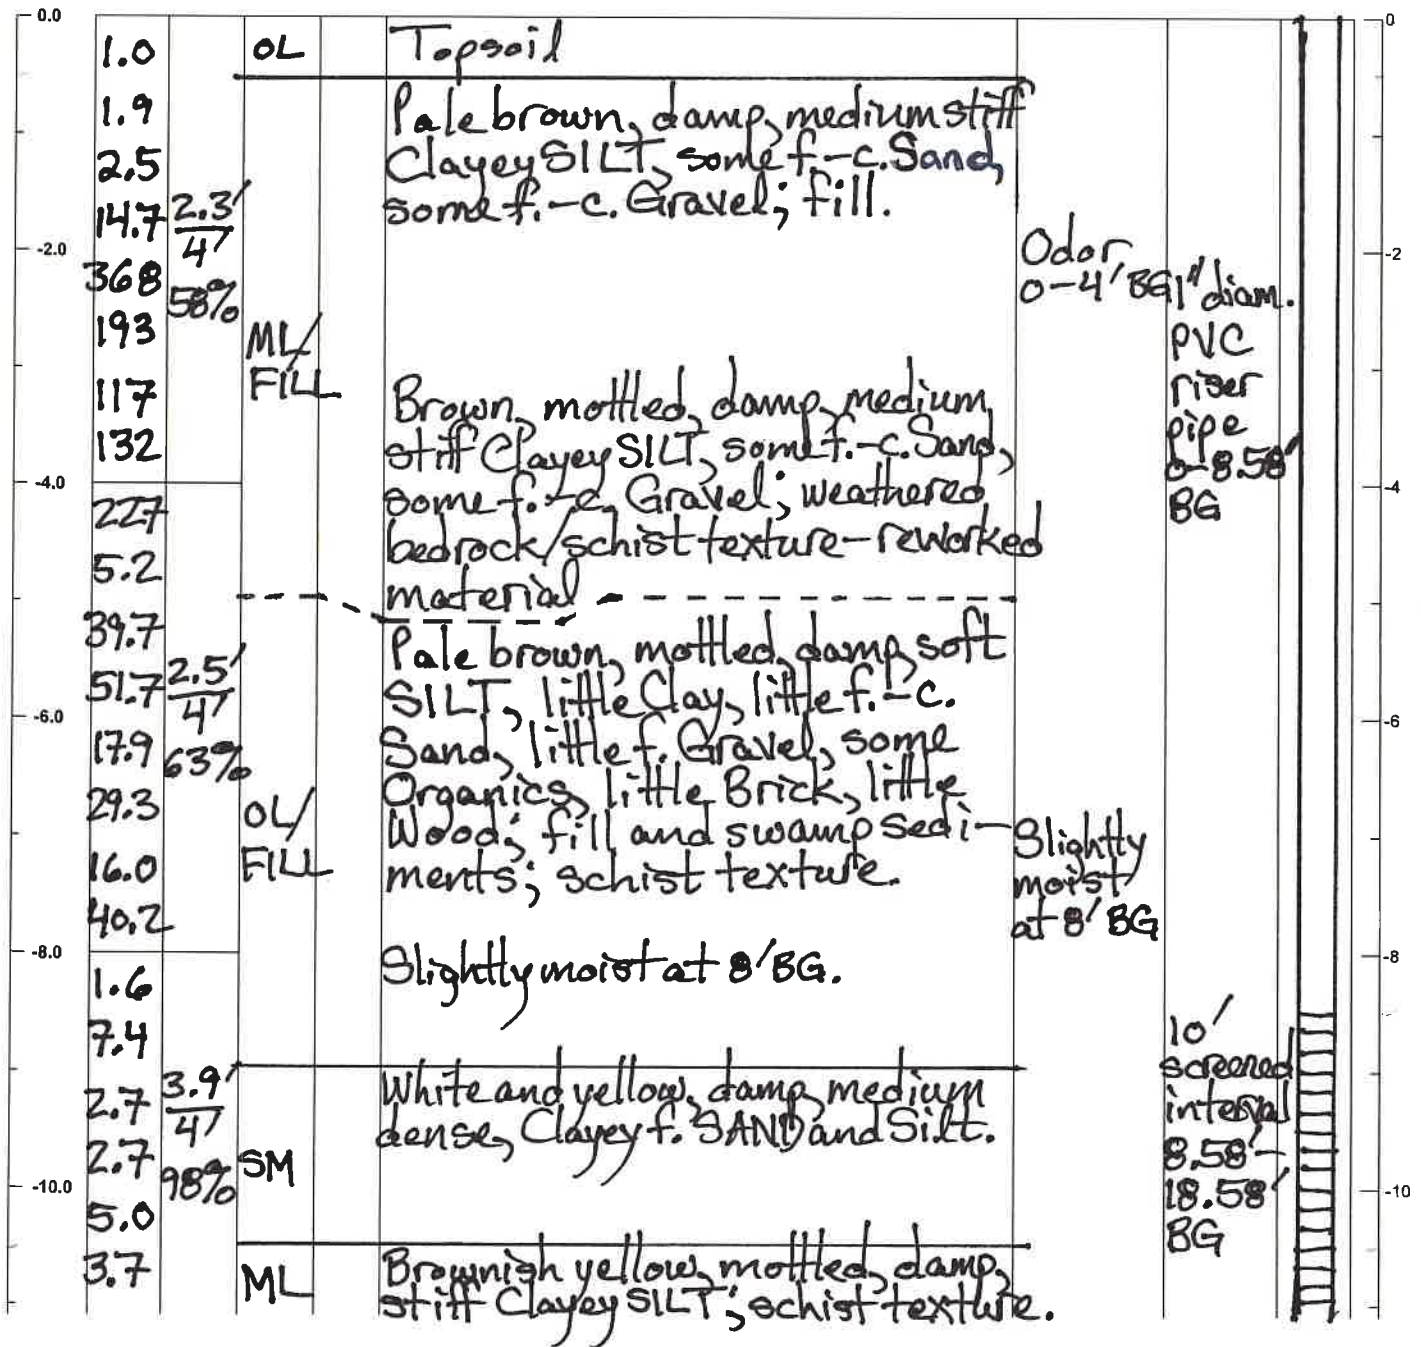 0.0
-2.0
-4.0
-6.0
-8.0
-10.0
1.0
1.9
2.5
14.7
368
193
117
132
227
5.2
39.7
51.7
17.9
29.3
16.0
40.2
1.6
7.4
2.7
2.7
5.0
3.7
2.3'
4'
58%
2.5'
4'
63%
3.9'
4'
98%
OL
ML/
FILL
OL/
FILL
SM
ML
Topsoil
Pale brown, damp, medium stiff
Clayey SILT, some f.-c. Sand,
some f.-c. Gravel; fill.
Brown, mottled, damp, medium
stiff Clayey SILT, some f.-c. Sand,
some f.-c. Gravel; weathered
bedrock/schist texture-reworked
material
Pale brown, mottled, damp, soft
SILT, little Clay, little f.-c.
Sand, little f. Gravel, some
Organics, little Brick, little
Wood; fill and swamp sedi-
ments; schist texture.
Slightly moist at 8' BG.
White and yellow, damp, medium
dense, Clayey f. SAND and Silt.
Brownish yellow, mottled, damp,
stiff Clayey SILT; schist texture.
Odor
0-4' BG
Slightly
moist
at 8' BG
1" diam.
PVC
riser
pipe
0-8.58'
BG
10'
screened
interval
8.58'-
18.58'
BG
0
-2
-4
-6
-8
-10